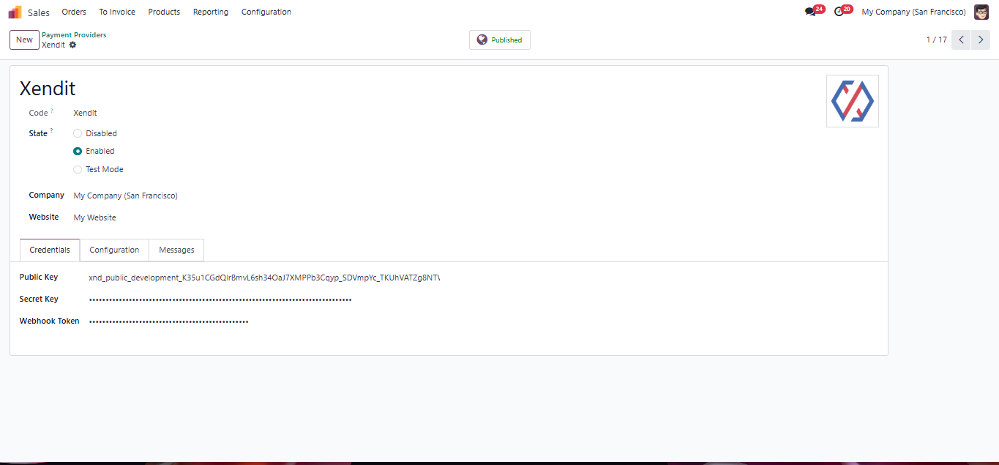 Sales Orders To Invoice Products Reporting Configuration 24 20 My Company (San Francisco)
New Payment Providers
Xendit
Published
1 / 17
Xendit
Code ? Xendit
State ? Disabled
Enabled
Test Mode
Company My Company (San Francisco)
Website My Website
Credentials Configuration Messages
Public Key
Secret Key ••••••••••••••••••••••••••••••••••••••••••••••••••••••••••••••••••••••••••••••
Webhook Token ••••••••••••••••••••••••••••••••••••••••••••••••